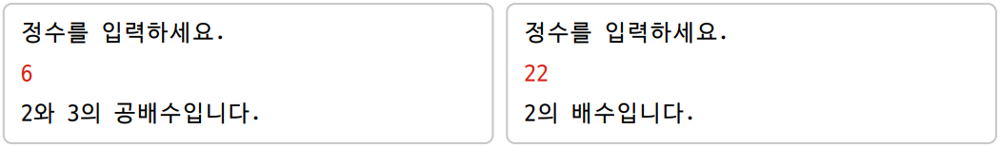 정수를 입력하세요.
6
2와 3의 공배수입니다.
정수를 입력하세요.
22
2의 배수입니다.